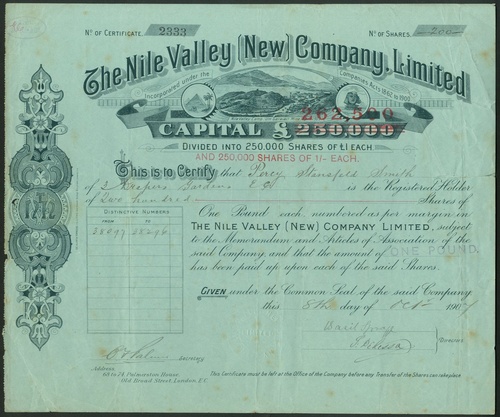 No. OF CERTIFICATE 2333 No. OF SHARES 200
The Nile Valley (New) Company, Limited
Incorporated under the Companies Acts 1862 to 1900
262,500
CAPITAL £250,000
DIVIDED INTO 250,000 SHARES OF £1 EACH
AND 250,000 SHARES OF 1/- EACH.
This is to Certify that Percy Stansfeld Smith
of 2 Drapers Gardens E.C. is the Registered Holder
of Two hundred Shares of
DISTINCTIVE NUMBERS
FROM TO
One Pound each, numbered as per margin in
THE NILE VALLEY (NEW) COMPANY LIMITED, subject
to the Memorandum and Articles of Association of the
said Company, and that the amount of ONE POUND
has been paid up upon each of the said Shares.
GIVEN under the Common Seal of the said Company
this 8th day of Oct 190
Directors
Secretary
Address,
68 to 74 Palmerston House
Old Broad Street, London, E.C.
This Certificate must be left at the Office of the Company before any Transfer of the Shares can be registered.